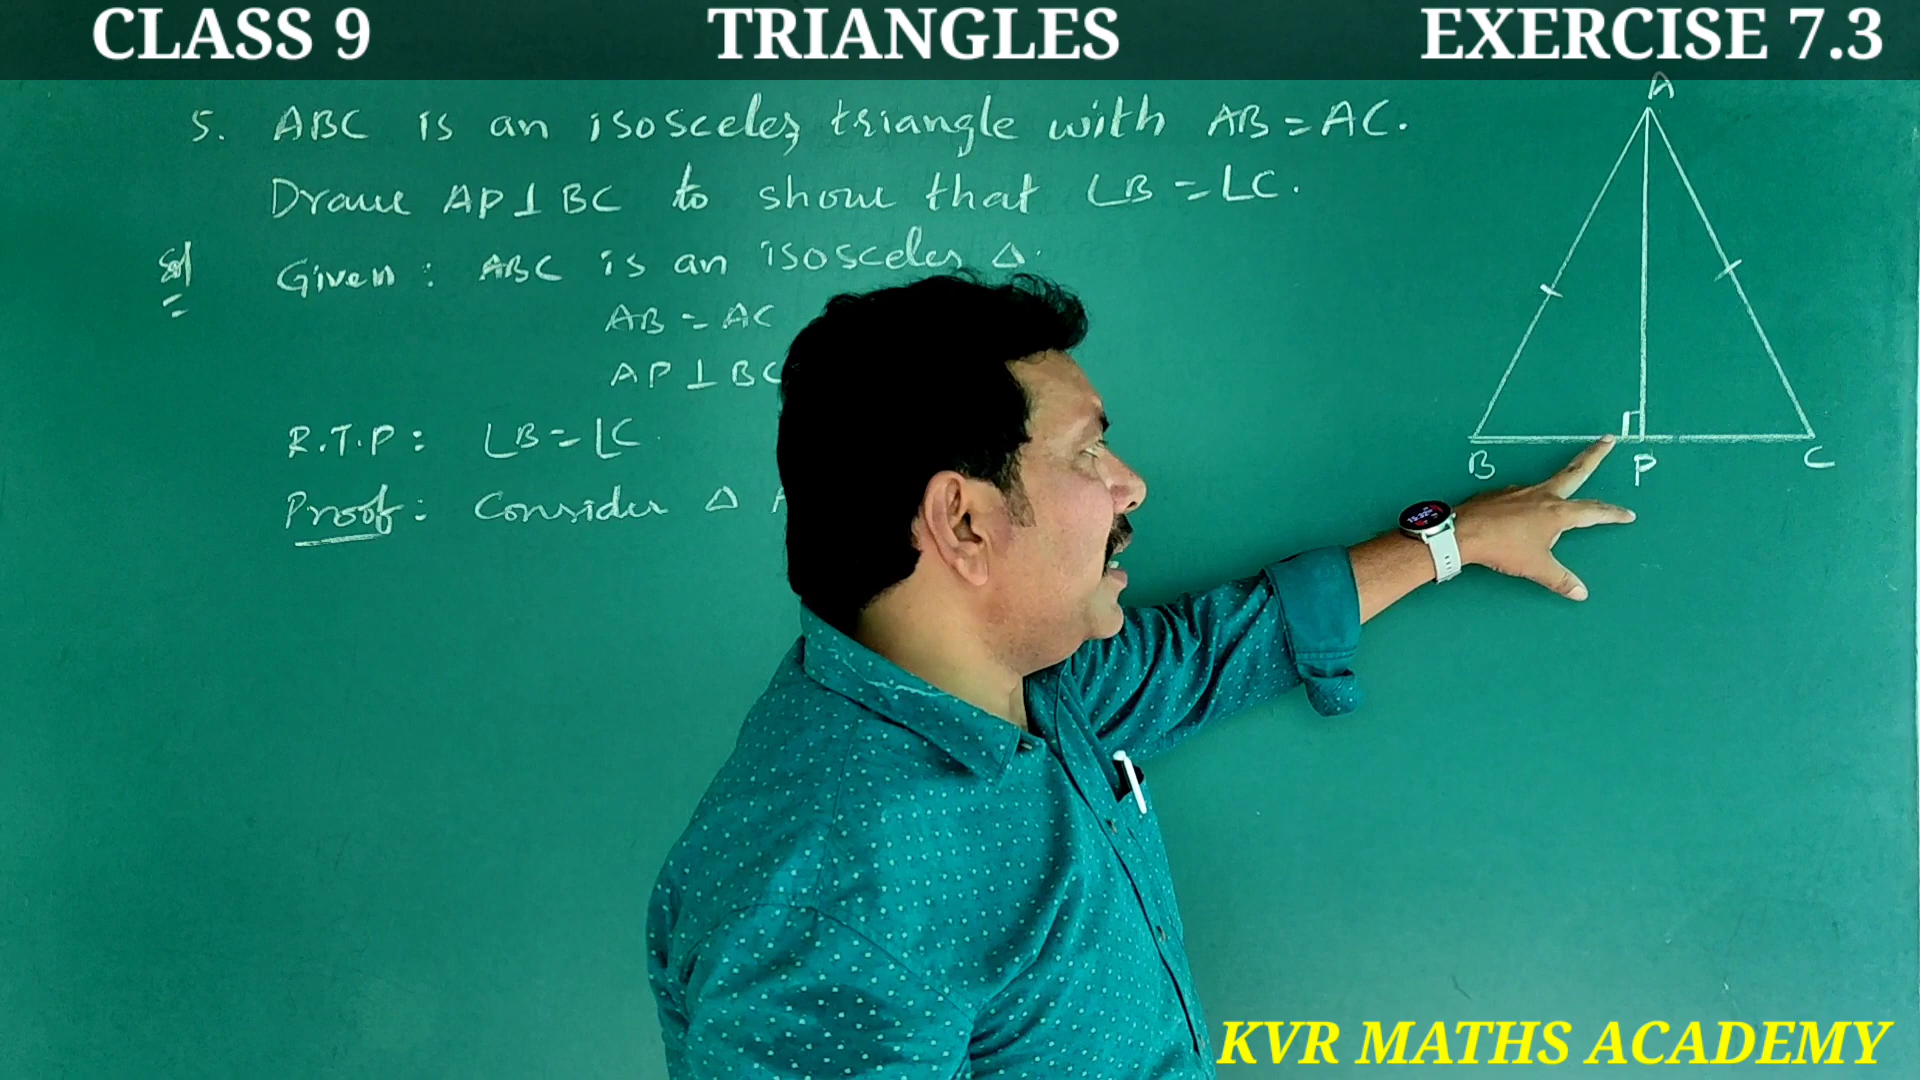 CLASS 9 TRIANGLES EXERCISE 7.3
5. ABC is an isosceles triangle with AB = AC.
Draw AP ⊥ BC to show that ∠B = ∠C.
Sol Given: ABC is an isosceles Δ.
AB = AC
AP ⊥ BC
R.T.P: ∠B = ∠C.
Proof: Consider Δ
A
B P C
KVR MATHS ACADEMY